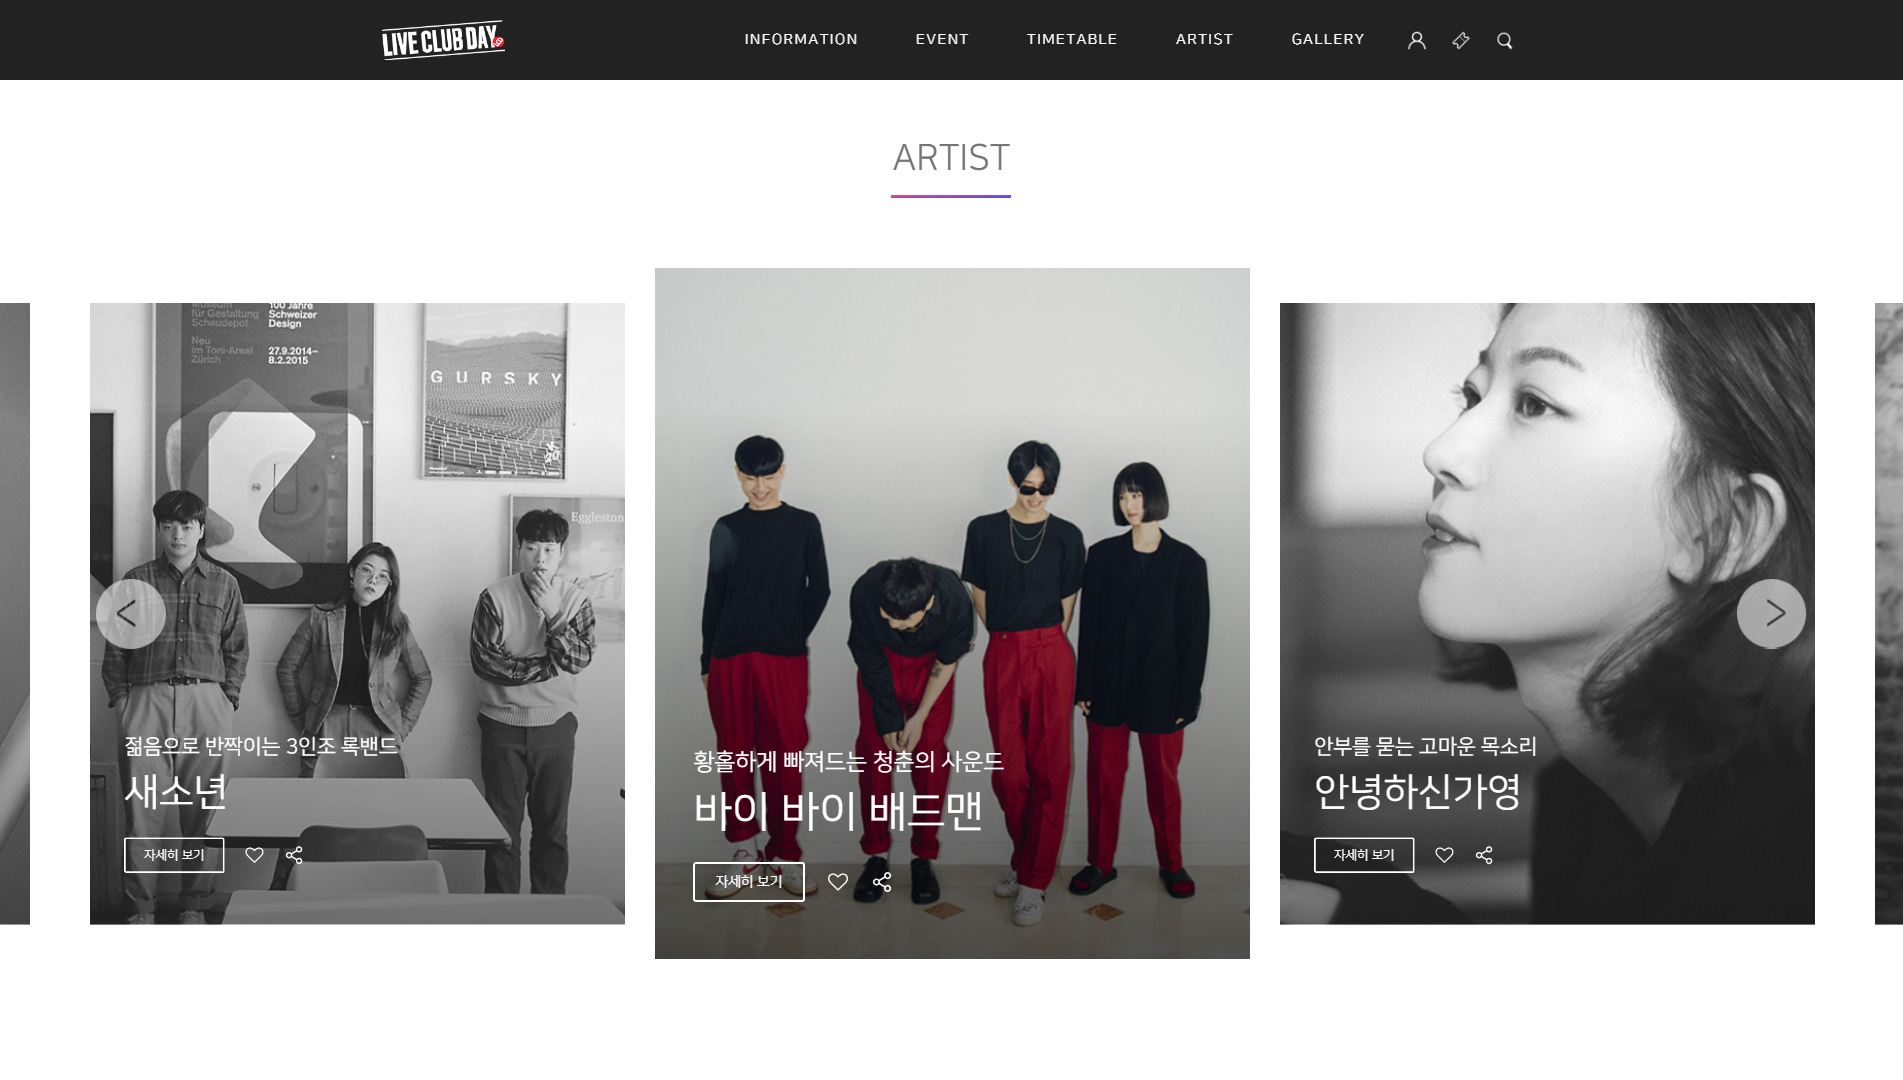 LIVE CLUB DAY
INFORMATION
EVENT
TIMETABLE
ARTIST
GALLERY
ARTIST
Museum
für Gestaltung
Schaudepot
100 Jahre
Schweizer
Design
Neu
im Toni-Areal
Zürich
27.9.2014–
8.2.2015
GURSKY
Eggleston
젊음으로 반짝이는 3인조 록밴드
새소년
자세히 보기
황홀하게 빠져드는 청춘의 사운드
바이 바이 배드맨
자세히 보기
안부를 묻는 고마운 목소리
안녕하신가영
자세히 보기